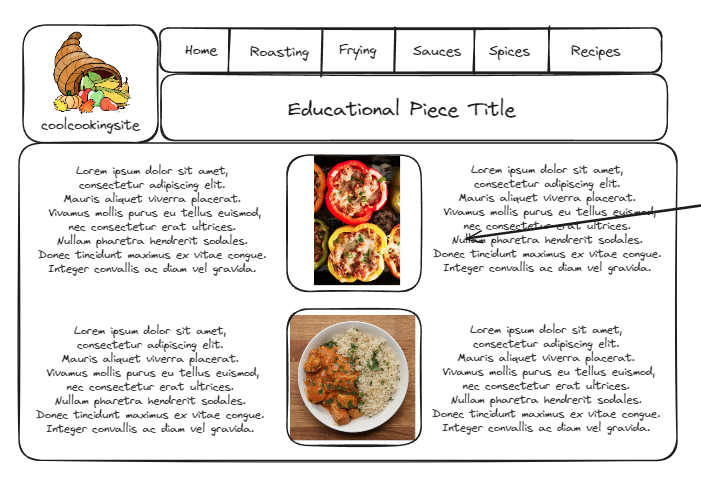 Home Roasting Frying Sauces Spices Recipes
Educational Piece Title
coolcookingsite
Lorem ipsum dolor sit amet,
consectetur adipiscing elit.
Mauris aliquet viverra placerat.
Vivamus mollis purus eu tellus euismod,
nec consectetur erat ultrices.
Nullam pharetra hendrerit sodales.
Donec tincidunt maximus ex vitae congue.
Integer convallis ac diam vel gravida.
Lorem ipsum dolor sit amet,
consectetur adipiscing elit.
Mauris aliquet viverra placerat.
Vivamus mollis purus eu tellus euismod,
nec consectetur erat ultrices.
Nullam pharetra hendrerit sodales.
Donec tincidunt maximus ex vitae congue.
Integer convallis ac diam vel gravida.
Lorem ipsum dolor sit amet,
consectetur adipiscing elit.
Mauris aliquet viverra placerat.
Vivamus mollis purus eu tellus euismod,
nec consectetur erat ultrices.
Nullam pharetra hendrerit sodales.
Donec tincidunt maximus ex vitae congue.
Integer convallis ac diam vel gravida.
Lorem ipsum dolor sit amet,
consectetur adipiscing elit.
Mauris aliquet viverra placerat.
Vivamus mollis purus eu tellus euismod,
nec consectetur erat ultrices.
Nullam pharetra hendrerit sodales.
Donec tincidunt maximus ex vitae congue.
Integer convallis ac diam vel gravida.